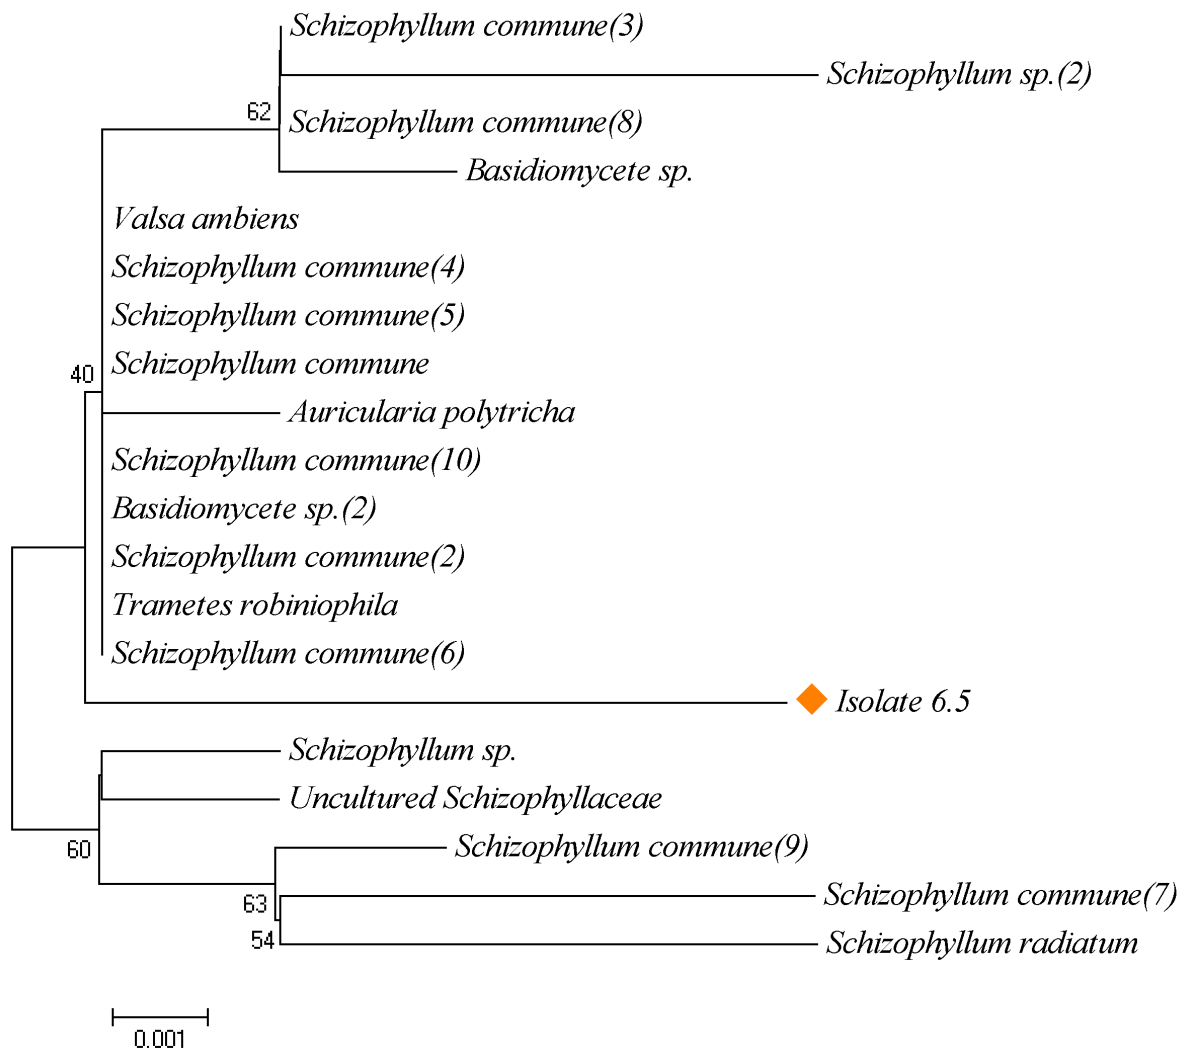 Schizophyllum commune(3)
Schizophyllum sp.(2)
62
Schizophyllum commune(8)
Basidiomycete sp.
Valsa ambiens
Schizophyllum commune(4)
Schizophyllum commune(5)
Schizophyllum commune
40
Auricularia polytricha
Schizophyllum commune(10)
Basidiomycete sp.(2)
Schizophyllum commune(2)
Trametes robiniophila
Schizophyllum commune(6)
Isolate 6.5
Schizophyllum sp.
Uncultured Schizophyllaceae
60
Schizophyllum commune(9)
Schizophyllum commune(7)
63
54
Schizophyllum radiatum
0.001